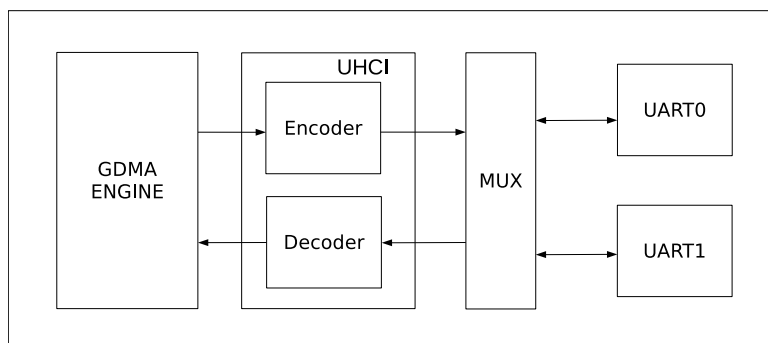 UHCI
Encoder
UART0
GDMA
ENGINE
MUX
Decoder
UART1